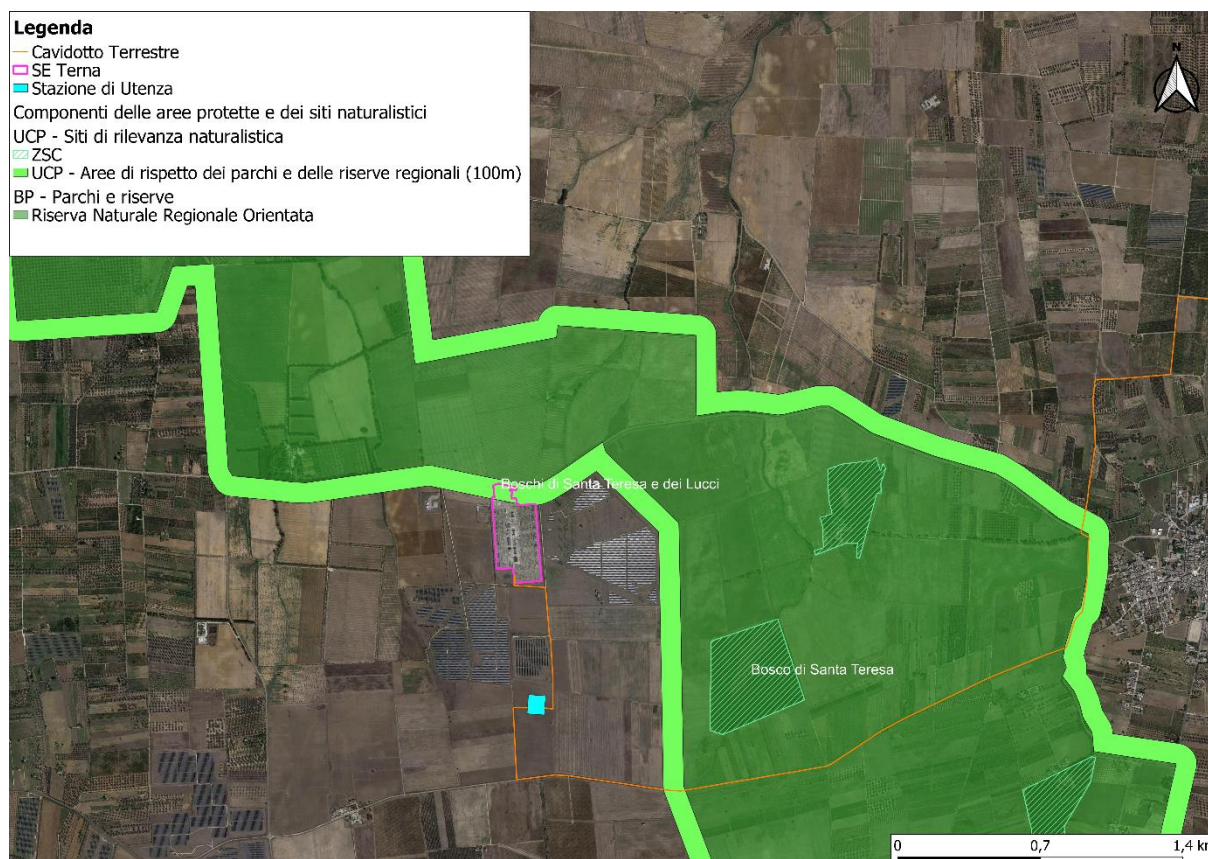 Legenda
Cavidotto Terrestre
SE Terna
Stazione di Utenza
Componenti delle aree protette e dei siti naturalistici
UCP - Siti di rilevanza naturalistica
ZSC
UCP - Aree di rispetto dei parchi e delle riserve regionali (100m)
BP - Parchi e riserve
Riserva Naturale Regionale Orientata
N
Boschi di Santa Teresa e dei Lucci
Bosco di Santa Teresa
0 0,7 1,4 km